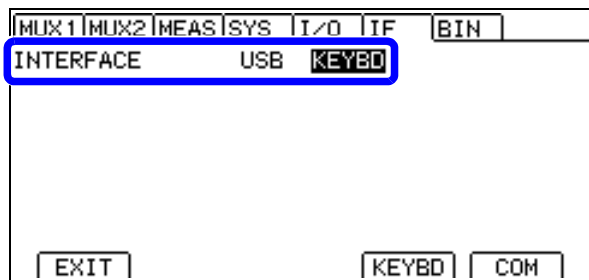 MUX1 MUX2 MEAS SYS I/O IF BIN
INTERFACE USB KEYBD
EXIT KEYBD COM